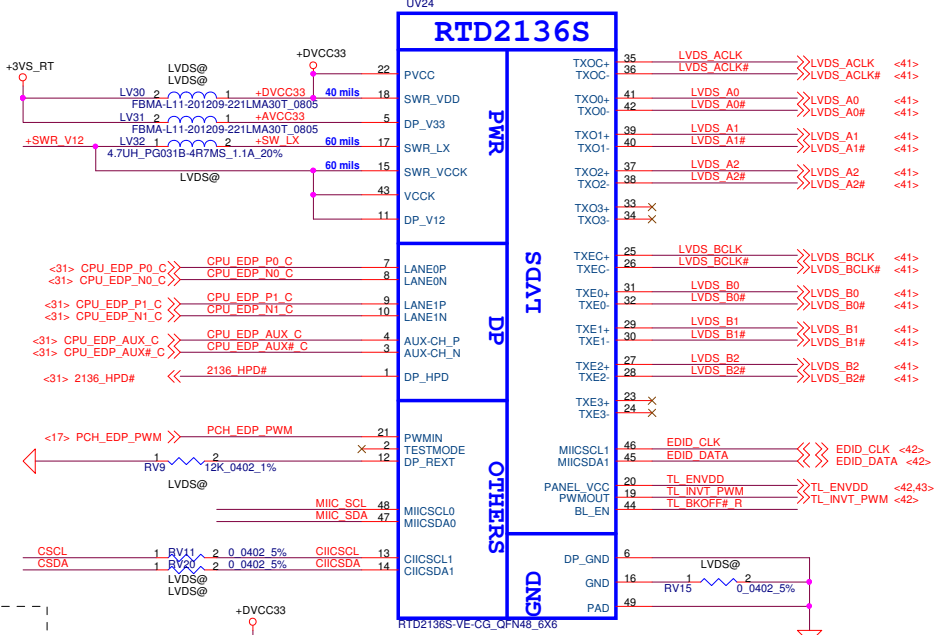 UV24
RTD2136S
+3VS_RT
+DVCC33
LVDS@
LVDS@
LV30 2 1 +DVCC33 40 mils
FBMA-L11-201209-221LMA30T_0805
LV31 2 1 +AVCC33
FBMA-L11-201209-221LMA30T_0805
+SWR_V12 LV32 1 2 +SW_LX 60 mils
4.7UH_PG031B-4R7MS_1.1A_20%
LVDS@
60 mils
22 PVCC
18 SWR_VDD
5 DP_V33
17 SWR_LX
15 SWR_VCCK
43 VCCK
11 DP_V12
PWR
<31> CPU_EDP_P0_C CPU_EDP_P0_C 7 LANE0P
<31> CPU_EDP_N0_C CPU_EDP_N0_C 8 LANE0N
<31> CPU_EDP_P1_C CPU_EDP_P1_C 9 LANE1P
<31> CPU_EDP_N1_C CPU_EDP_N1_C 10 LANE1N
<31> CPU_EDP_AUX_C CPU_EDP_AUX_C 4 AUX-CH_P
<31> CPU_EDP_AUX#_C CPU_EDP_AUX#_C 3 AUX-CH_N
<31> 2136_HPD# 2136_HPD# 1 DP_HPD
DP
<17> PCH_EDP_PWM PCH_EDP_PWM 21 PWMIN
2 TESTMODE
2 RV9 1 12K_0402_1% 12 DP_REXT
LVDS@
MIIC_SCL 48 MIICSCL0
MIIC_SDA 47 MIICSDA0
CSCL 1 RV11 2 0_0402_5% CIICSCL 13 CIICSCL1
CSDA 1 RV20 2 0_0402_5% CIICSDA 14 CIICSDA1
LVDS@
LVDS@
OTHERS
+DVCC33
LVDS
TXOC+ 35 LVDS_ACLK LVDS_ACLK <41>
TXOC- 36 LVDS_ACLK# LVDS_ACLK# <41>
TXO0+ 41 LVDS_A0 LVDS_A0 <41>
TXO0- 42 LVDS_A0# LVDS_A0# <41>
TXO1+ 39 LVDS_A1 LVDS_A1 <41>
TXO1- 40 LVDS_A1# LVDS_A1# <41>
TXO2+ 37 LVDS_A2 LVDS_A2 <41>
TXO2- 38 LVDS_A2# LVDS_A2# <41>
TXO3+ 33
TXO3- 34
TXEC+ 25 LVDS_BCLK LVDS_BCLK <41>
TXEC- 26 LVDS_BCLK# LVDS_BCLK# <41>
TXE0+ 31 LVDS_B0 LVDS_B0 <41>
TXE0- 32 LVDS_B0# LVDS_B0# <41>
TXE1+ 29 LVDS_B1 LVDS_B1 <41>
TXE1- 30 LVDS_B1# LVDS_B1# <41>
TXE2+ 27 LVDS_B2 LVDS_B2 <41>
TXE2- 28 LVDS_B2# LVDS_B2# <41>
TXE3+ 23
TXE3- 24
MIICSCL1 46 EDID_CLK EDID_CLK <42>
MIICSDA1 45 EDID_DATA EDID_DATA <42>
PANEL_VCC 20 TL_ENVDD TL_ENVDD <42,43>
PWMOUT 19 TL_INVT_PWM TL_INVT_PWM <42>
BL_EN 44 TL_BKOFF#_R
GND
DP_GND 6
LVDS@
GND 16 1 RV15 2 0_0402_5%
PAD 49
RTD2136S-VE-CG_QFN48_6X6